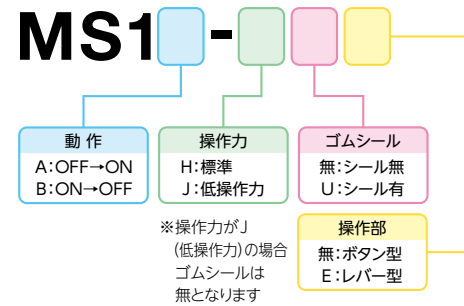 MS1 -
動作
A:OFF→ON
B:ON→OFF
操作力
H:標準
J:低操作力
ゴムシール
無:シール無
U:シール有
※操作力がJ
(低操作力)の場合
ゴムシールは
無となります
操作部
無:ボタン型
E:レバー型